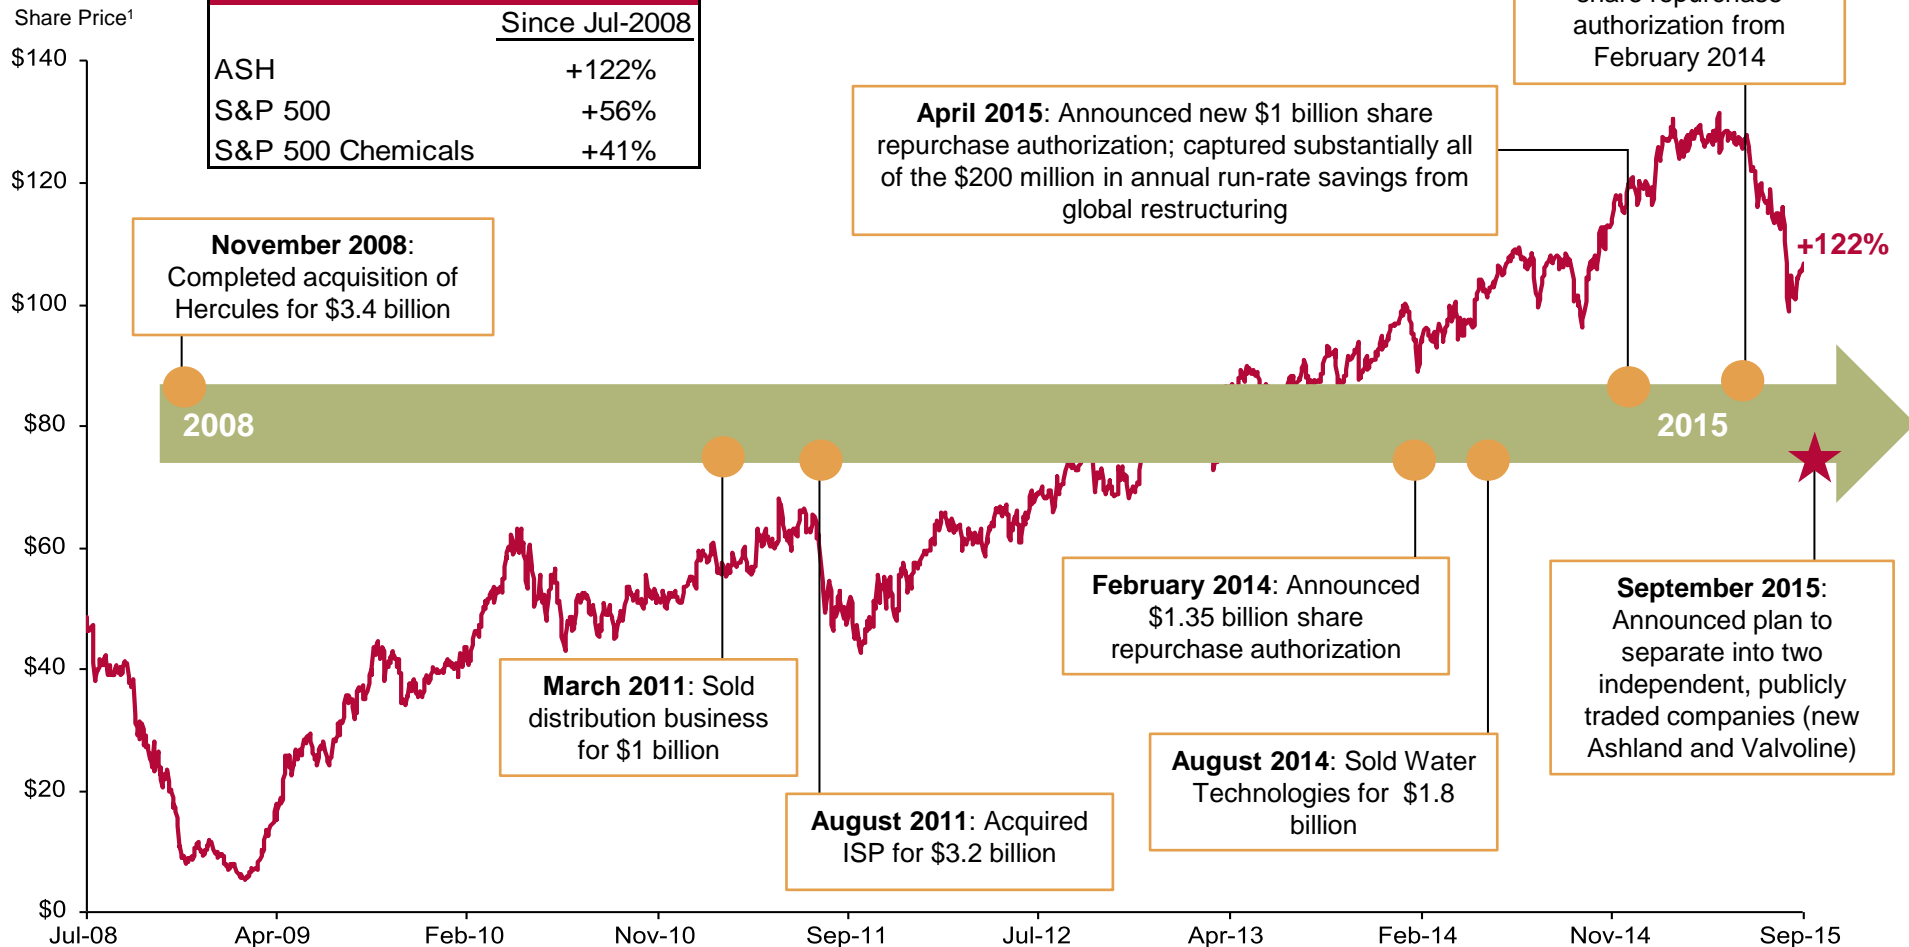 Share Price¹
Since Jul-2008
ASH +122%
S&P 500 +56%
S&P 500 Chemicals +41%
share repurchase
authorization from
February 2014
April 2015: Announced new $1 billion share
repurchase authorization; captured substantially all
of the $200 million in annual run-rate savings from
global restructuring
November 2008:
Completed acquisition of
Hercules for $3.4 billion
+122%
2008
2015
March 2011: Sold
distribution business
for $1 billion
August 2011: Acquired
ISP for $3.2 billion
February 2014: Announced
$1.35 billion share
repurchase authorization
August 2014: Sold Water
Technologies for $1.8
billion
September 2015:
Announced plan to
separate into two
independent, publicly
traded companies (new
Ashland and Valvoline)
$140
$120
$100
$80
$60
$40
$20
$0
Jul-08 Apr-09 Feb-10 Nov-10 Sep-11 Jul-12 Apr-13 Feb-14 Nov-14 Sep-15